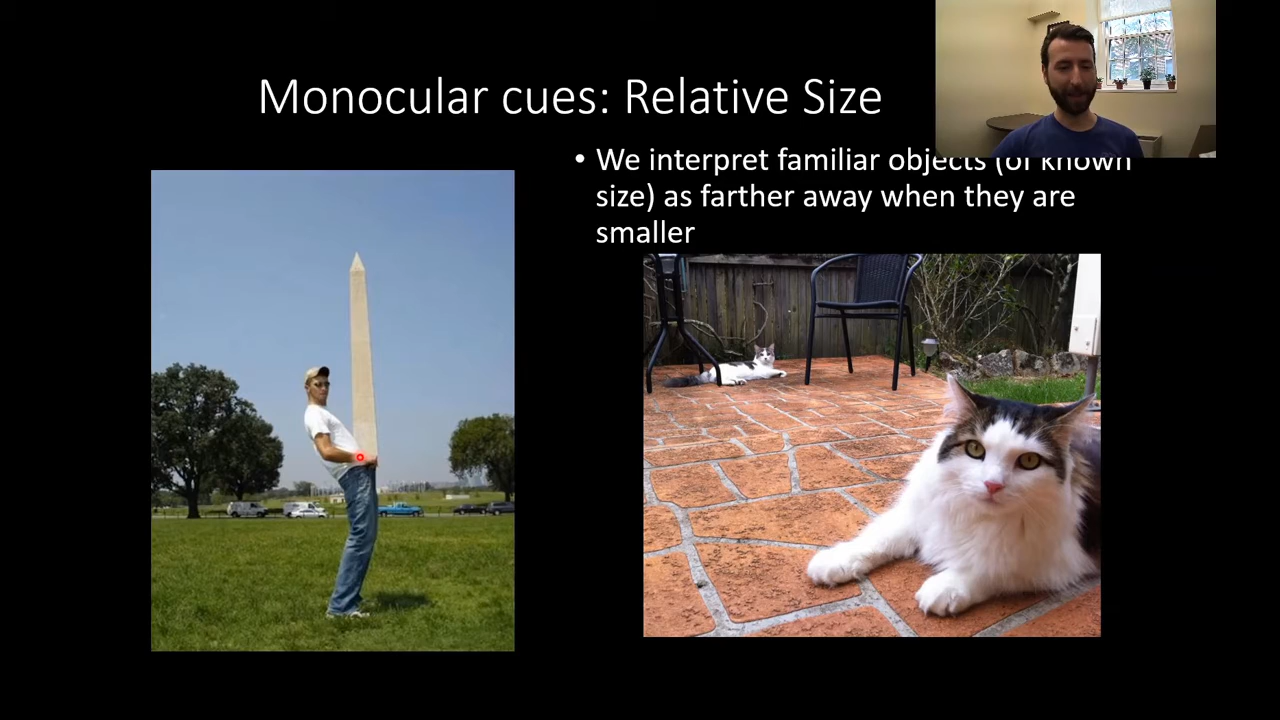 Monocular cues: Relative Size
• We interpret familiar objects (of known
size) as farther away when they are
smaller